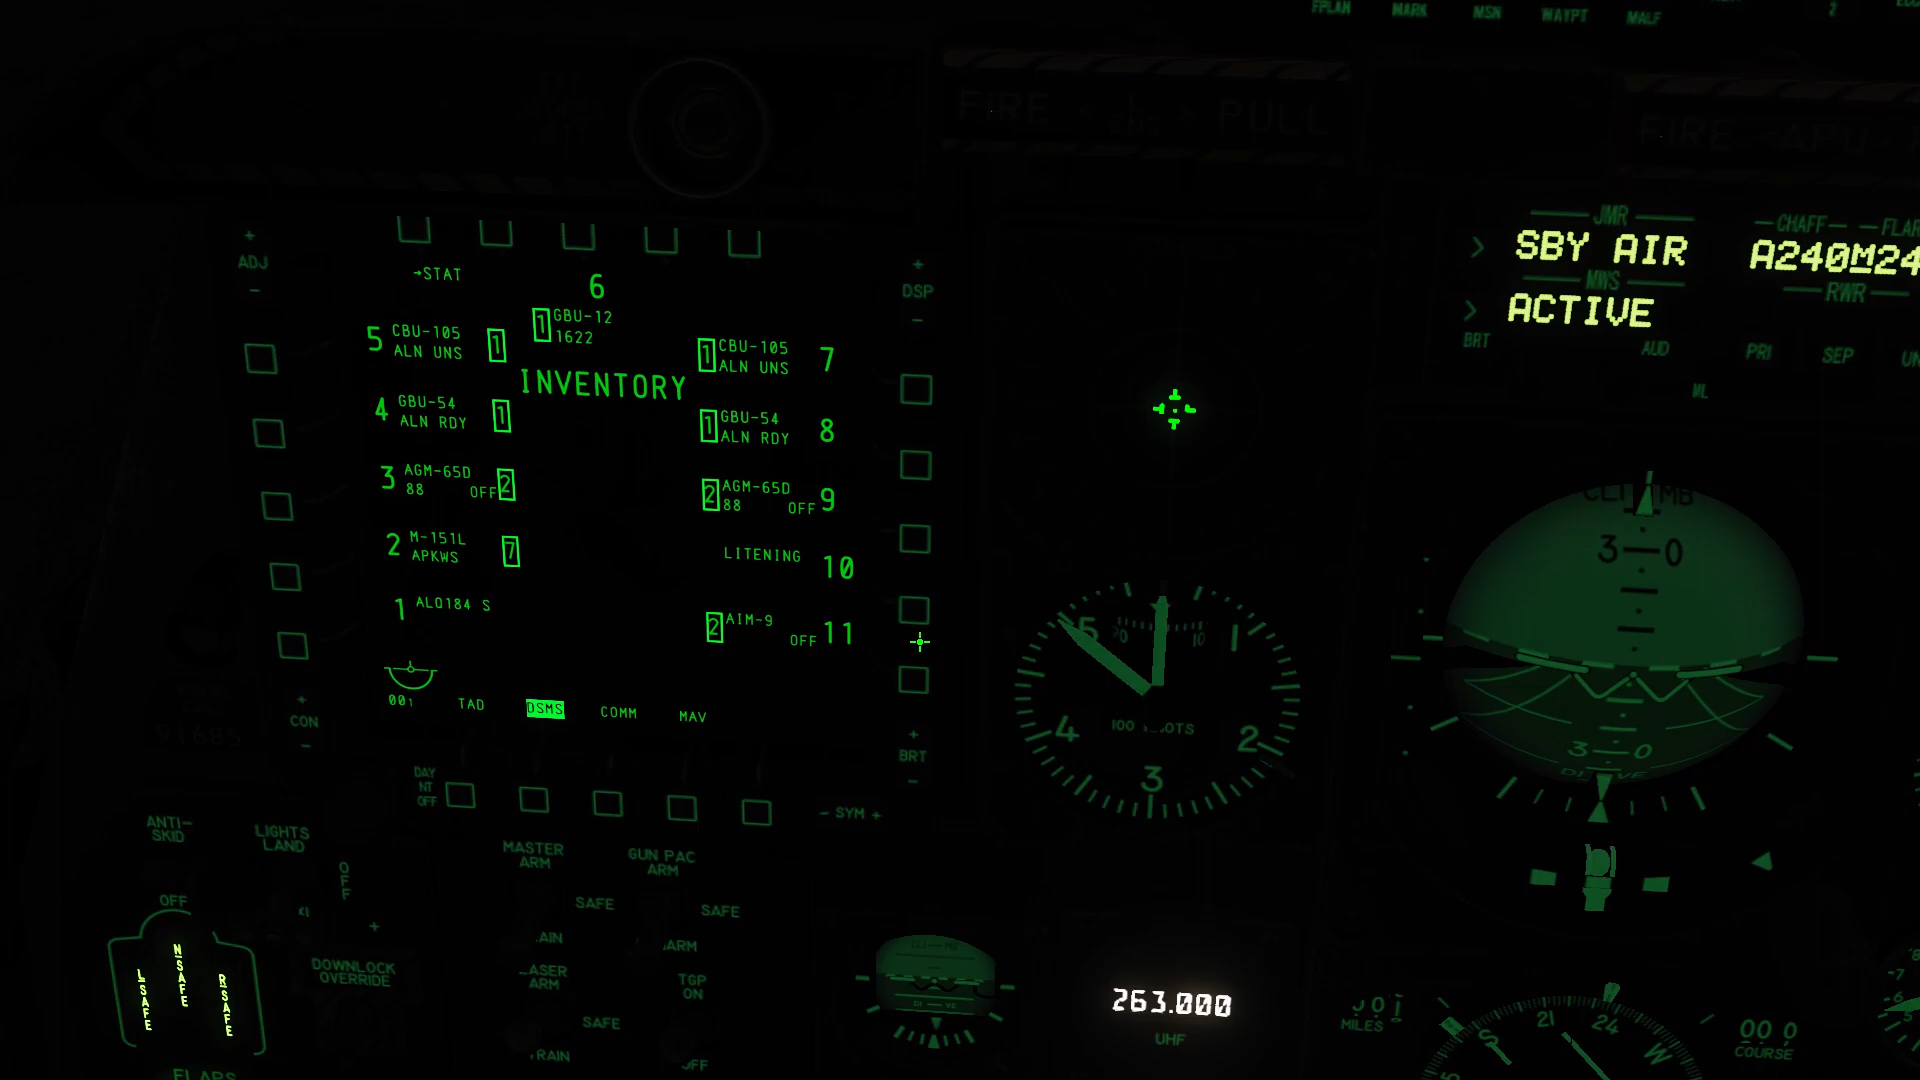 FPLAN MARK MSN WAYPT MALF 2
FIRE PULL
FIRE APU
JMR CHAFF FLAR
SBY AIR A240M24
MWS RWR
ACTIVE
BRT AUD PRI SEP UN
ML
+ ADJ -
+ DSP -
→STAT
6
1 GBU-12
1622
5 CBU-105 1
ALN UNS
1 CBU-105 7
ALN UNS
INVENTORY
4 GBU-54 1
ALN RDY
1 GBU-54 8
ALN RDY
3 AGM-65D
88 OFF 2
2 AGM-65D
88 OFF 9
2 M-151L 7
APKWS
LITENING 10
1 ALQ184 S
2 AIM-9
OFF 11
001 TAD DSMS COMM MAV
+ CON -
+ BRT -
DAY
NT
OFF
- SYM +
91685
5 1
4 2
3
CLIMB
3 0
3 0
DIVE
ANTI-
SKID
LIGHTS
LAND
OFF
OFF
MASTER
ARM
GUN PAC
ARM
SAFE SAFE
ARM
ARM
TGP
ON
SAFE
DOWNLOCK
OVERRIDE
L-SAFE
N-SAFE
R-SAFE
FLAPS
263.000
UHF
MILES
S 21 24 W
00 0
COURSE